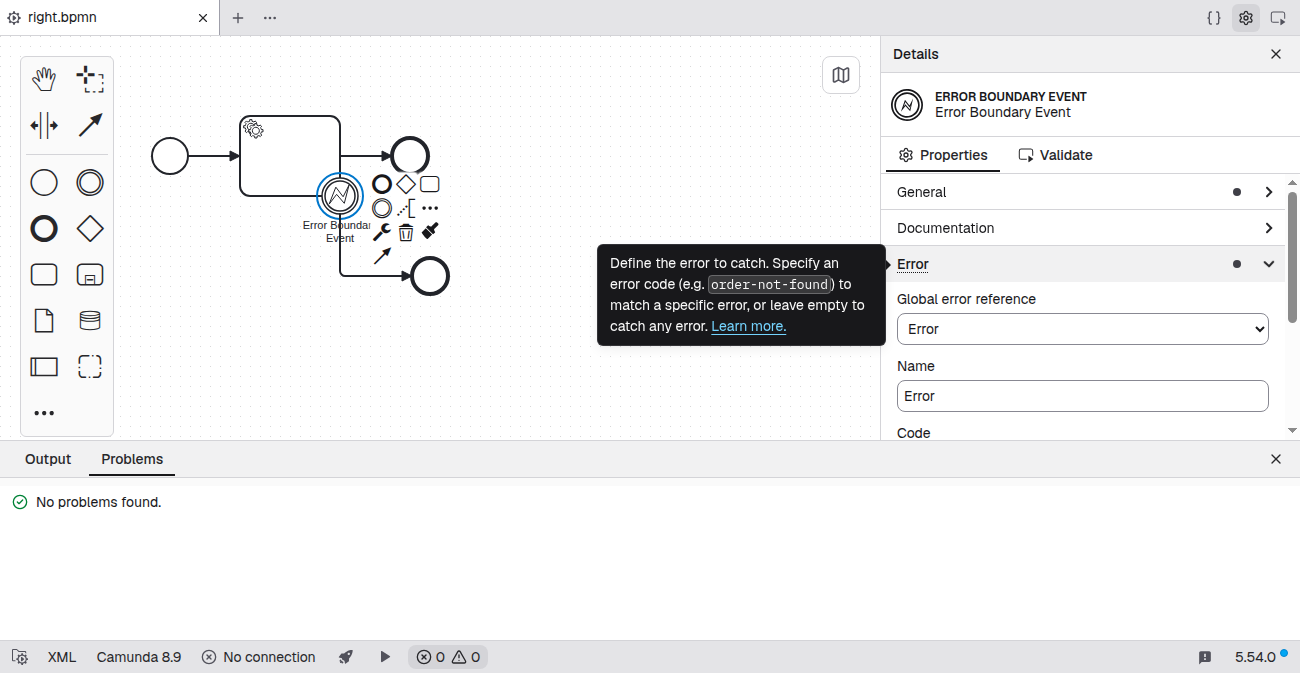 right.bpmn
Details
ERROR BOUNDARY EVENT
Error Boundary Event
Properties
Validate
General
Documentation
Error
Global error reference
Error
Name
Error
Code
Error Boundar
Event
Define the error to catch. Specify an
error code (e.g. order-not-found) to
match a specific error, or leave empty to
catch any error. Learn more.
Output
Problems
No problems found.
XML
Camunda 8.9
No connection
0
0
5.54.0